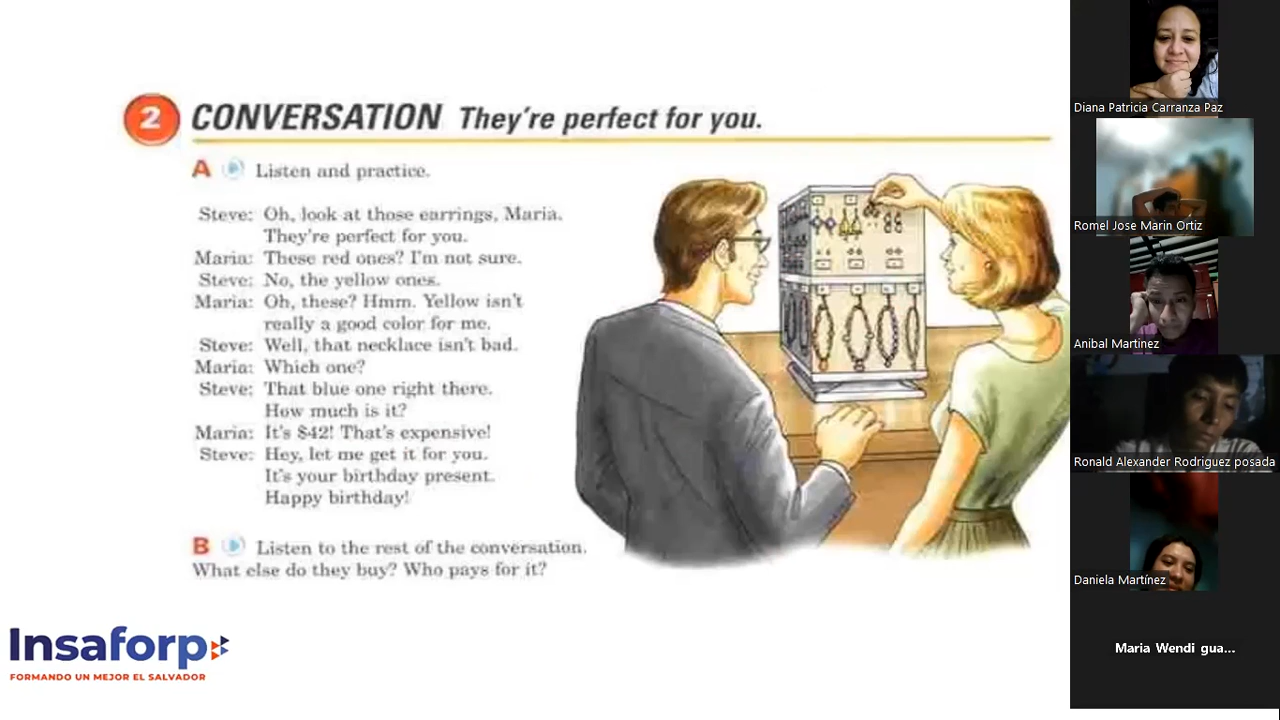 2 CONVERSATION They're perfect for you.
A Listen and practice.
Steve: Oh, look at those earrings, Maria.
They're perfect for you.
Maria: These red ones? I'm not sure.
Steve: No, the yellow ones.
Maria: Oh, these? Hmm. Yellow isn't
really a good color for me.
Steve: Well, that necklace isn't bad.
Maria: Which one?
Steve: That blue one right there.
How much is it?
Maria: It's $42! That's expensive!
Steve: Hey, let me get it for you.
It's your birthday present.
Happy birthday!
B Listen to the rest of the conversation.
What else do they buy? Who pays for it?
Insaforp
FORMANDO UN MEJOR EL SALVADOR
Diana Patricia Carranza Paz
Romel Jose Marin Ortiz
Anibal Martinez
Ronald Alexander Rodriguez posada
Daniela Martínez
Maria Wendi gua...